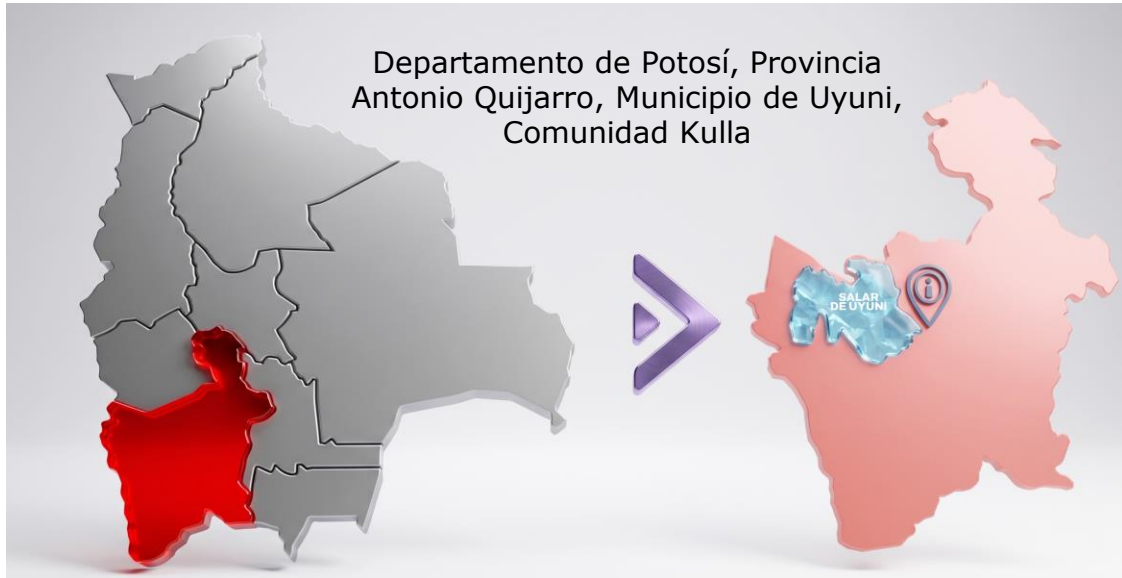 Departamento de Potosí, Provincia
Antonio Quijarro, Municipio de Uyuni,
Comunidad Kulla
SALAR
DE UYUNI
i